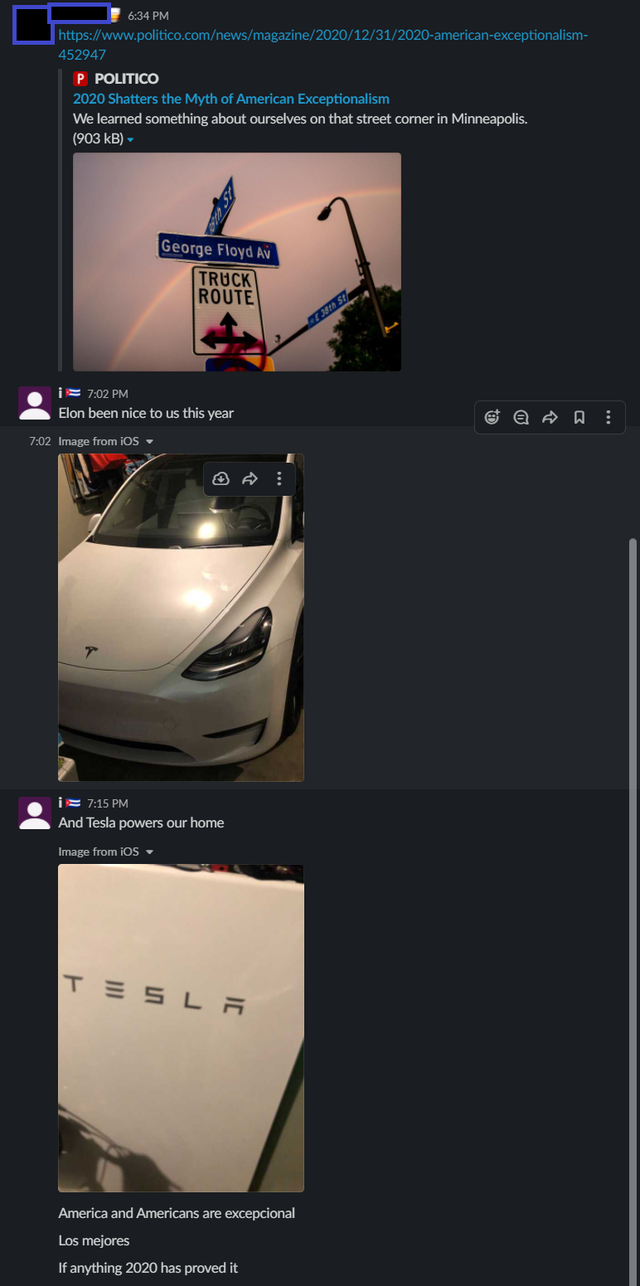 6:34 PM
https://www.politico.com/news/magazine/2020/12/31/2020-american-exceptionalism-
452947
P POLITICO
2020 Shatters the Myth of American Exceptionalism
We learned something about ourselves on that street corner in Minneapolis.
(903 kB)
38th St
George Floyd Av
TRUCK
ROUTE
E 38th St
i 7:02 PM
Elon been nice to us this year
7:02 Image from iOS
i 7:15 PM
And Tesla powers our home
Image from iOS
TESLA
America and Americans are excepcional
Los mejores
If anything 2020 has proved it